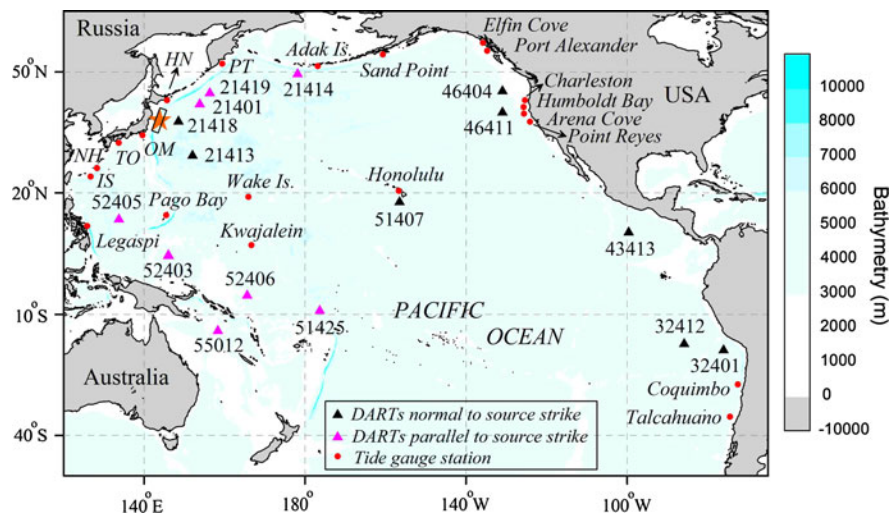 Russia
HN
PT
Adak Is.
Sand Point
Elfin Cove
Port Alexander
50°N
21419
21401
21414
46404
Charleston
Humboldt Bay
USA
21418
46411
Arena Cove
Point Reyes
NH
TO
OM
21413
IS
20°N
52405
Pago Bay
Wake Is.
Honolulu
51407
Legaspi
Kwajalein
43413
52403
52406
10°S
PACIFIC
OCEAN
51425
55012
32412
32401
Australia
Coquimbo
Talcahuano
DARTs normal to source strike
DARTs parallel to source strike
Tide gauge station
40°S
140 E
180°
140°W
100°W
10000
8000
7000
6000
5000
4000
3000
2000
1000
0
-10000
Bathymetry (m)